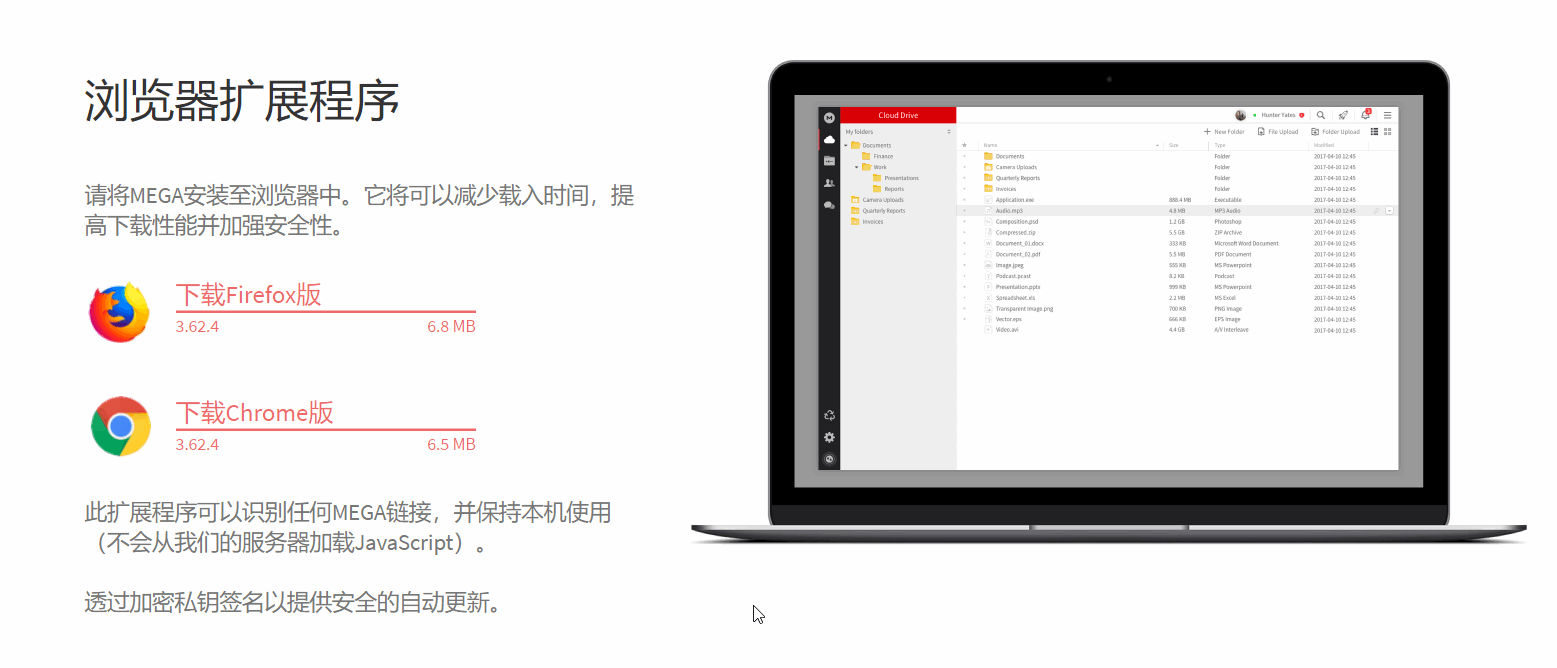 浏览器扩展程序
请将MEGA安装至浏览器中。它将可以减少载入时间，提
高下载性能并加强安全性。
下载Firefox版
3.62.4 6.8 MB
下载Chrome版
3.62.4 6.5 MB
此扩展程序可以识别任何MEGA链接，并保持本机使用
（不会从我们的服务器加载JavaScript）。
透过加密私钥签名以提供安全的自动更新。
Cloud Drive
Hunter Yates
My folders
New Folder File Upload Folder Upload
Documents
Finance
Work
Presentations
Reports
Camera Uploads
Quarterly Reports
Invoices
Name Size Type Modified
Documents Folder 2017-04-10 12:45
Camera Uploads Folder 2017-04-10 12:45
Quarterly Reports Folder 2017-04-10 12:45
Invoices Folder 2017-04-10 12:45
Application.exe 888.4 MB Executable 2017-04-10 12:45
Audio.mp3 4.8 MB MP3 Audio 2017-04-10 12:45
Composition.psd 1.2 GB Photoshop 2017-04-10 12:45
Compressed.zip 5.5 GB ZIP Archive 2017-04-10 12:45
Document_01.docx 333 KB Microsoft Word Document 2017-04-10 12:45
Document_02.pdf 5.5 MB PDF Document 2017-04-10 12:45
Image.jpeg 555 KB MS Powerpoint 2017-04-10 12:45
Podcast.pcast 8.2 KB Podcast 2017-04-10 12:45
Presentation.pptx 999 KB MS Powerpoint 2017-04-10 12:45
Spreadsheet.xls 2.2 MB MS Excel 2017-04-10 12:45
Transparent Image.png 700 KB PNG Image 2017-04-10 12:45
Vector.eps 666 KB EPS Image 2017-04-10 12:45
Video.avi 4.4 GB A/V Interleave 2017-04-10 12:45